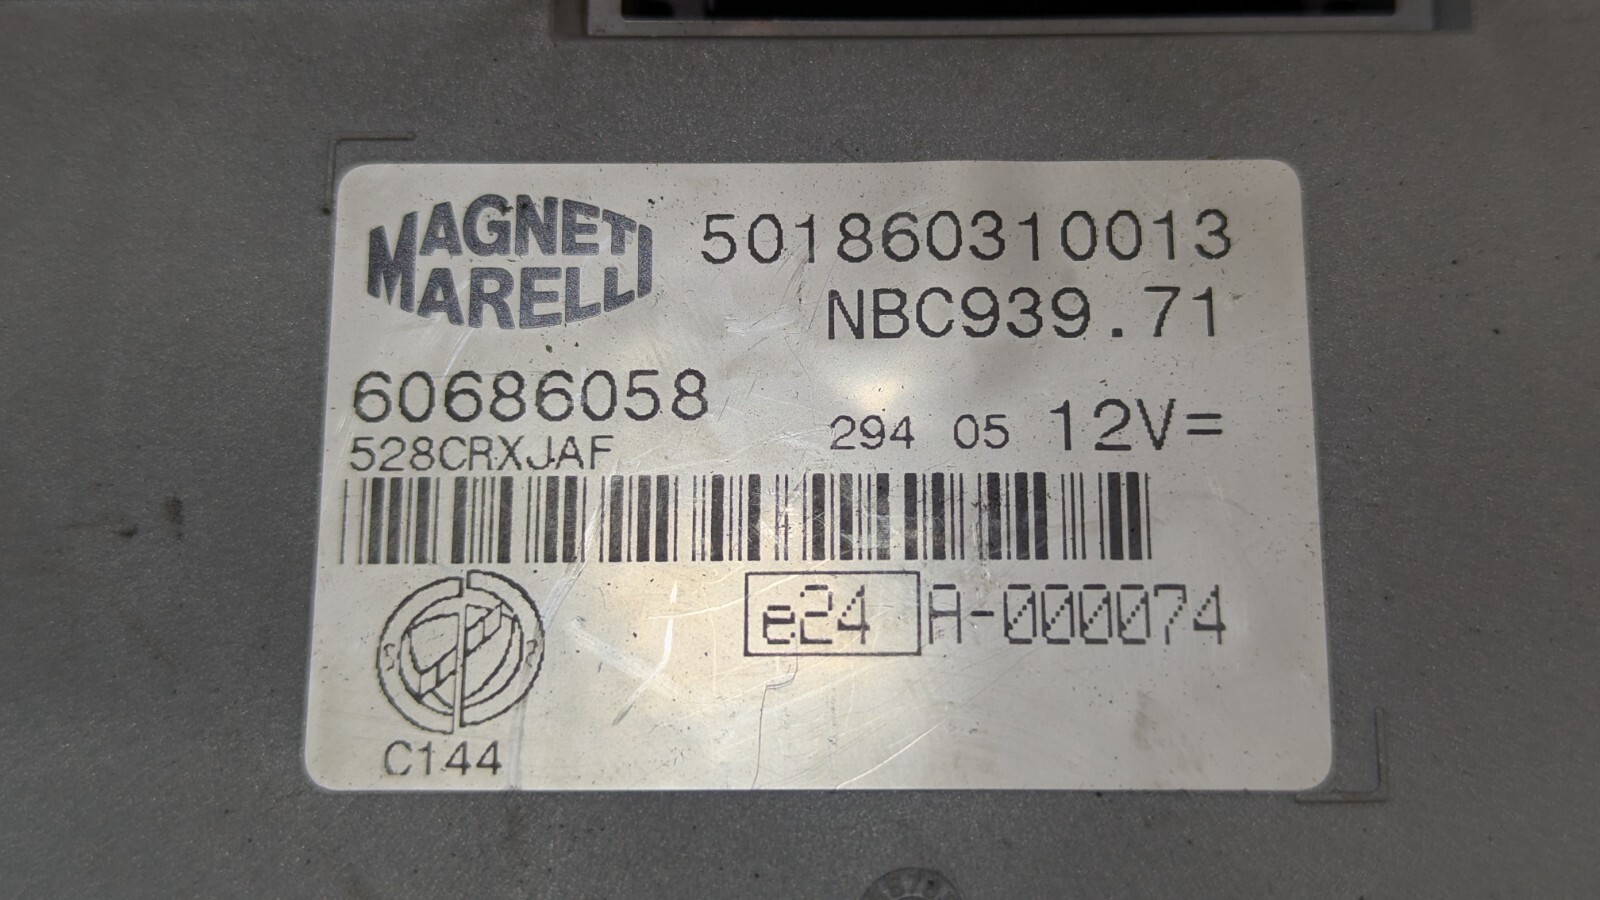 MAGNETI
MARELLI
501860310013
NBC939.71
60686058
528CRXJAF
294 05 12V=
e24 A-000074
C144